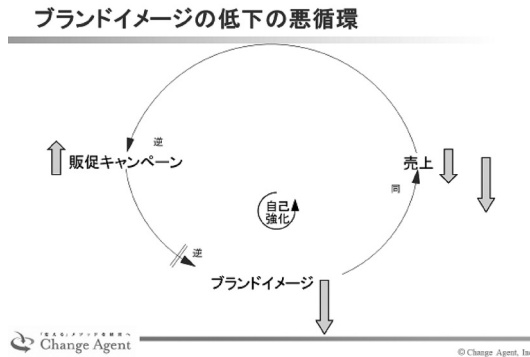 ブランドイメージの低下の悪循環
逆
販促キャンペーン
売上
同
自己
強化
逆
ブランドイメージ
Change Agent
© Change Agent, In